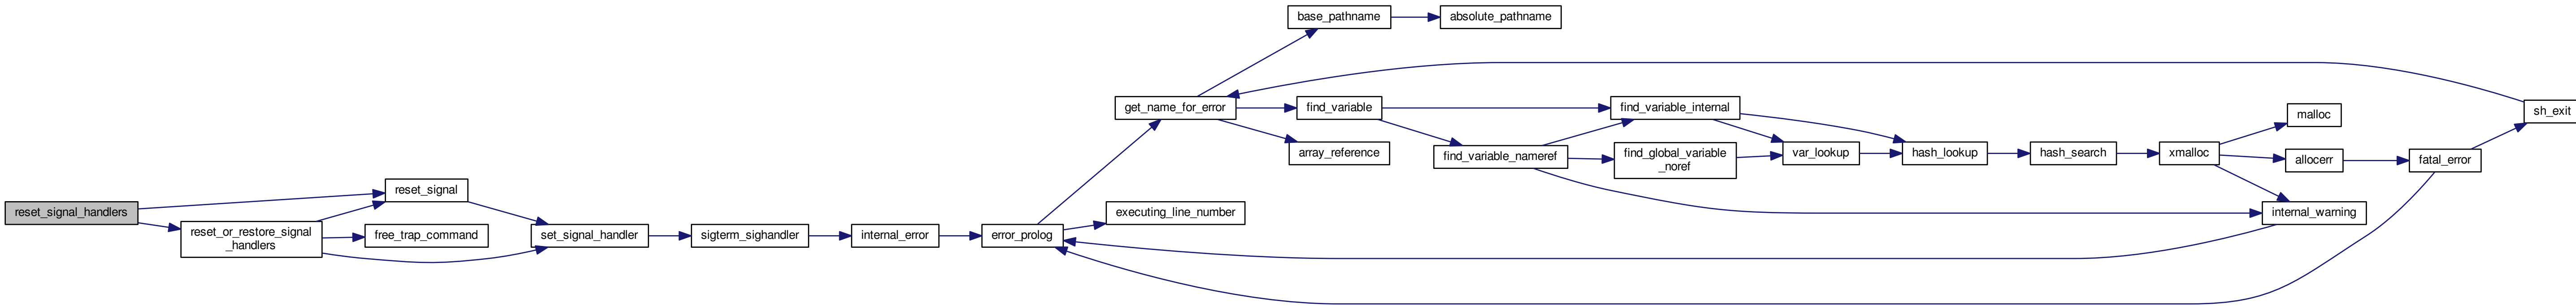 base_pathname
absolute_pathname
get_name_for_error
find_variable
find_variable_internal
malloc
sh_exit
array_reference
find_variable_nameref
find_global_variable
_noref
var_lookup
hash_lookup
hash_search
xmalloc
allocerr
fatal_error
reset_signal_handlers
reset_signal
reset_or_restore_signal
_handlers
free_trap_command
set_signal_handler
sigterm_sighandler
internal_error
error_prolog
executing_line_number
internal_warning